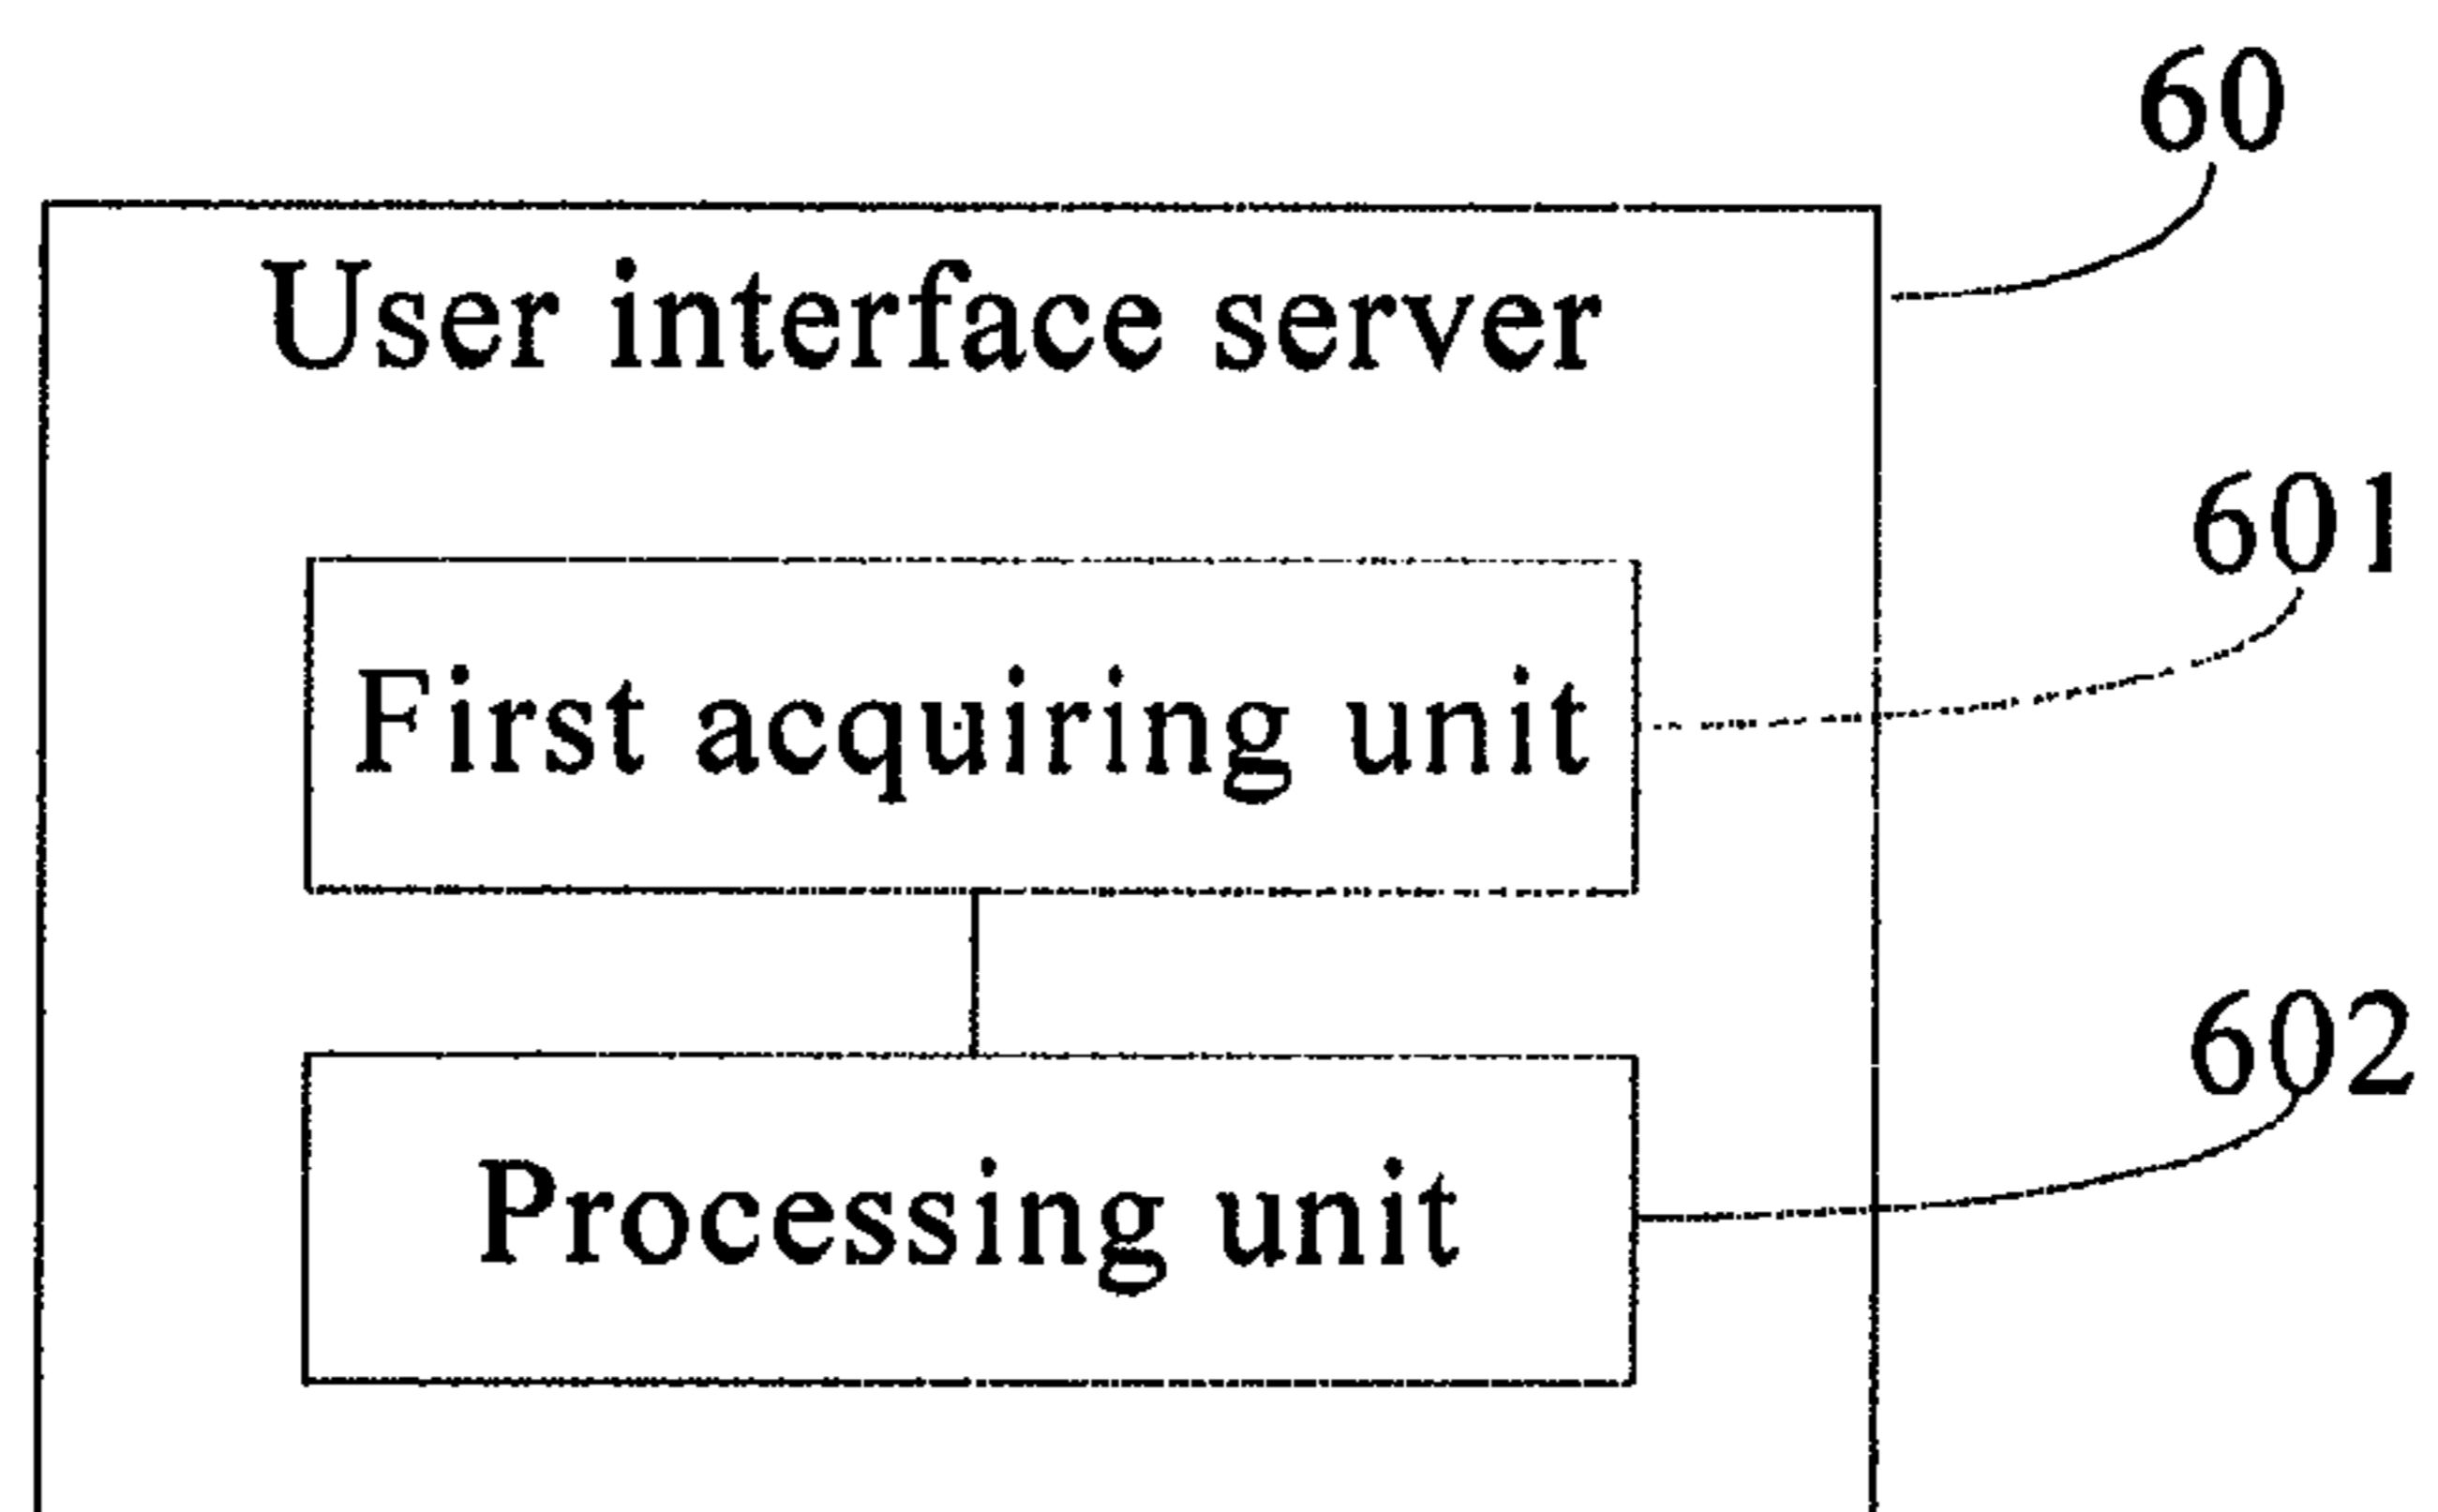 60
User interface server
601
First acquiring unit
602
Processing unit